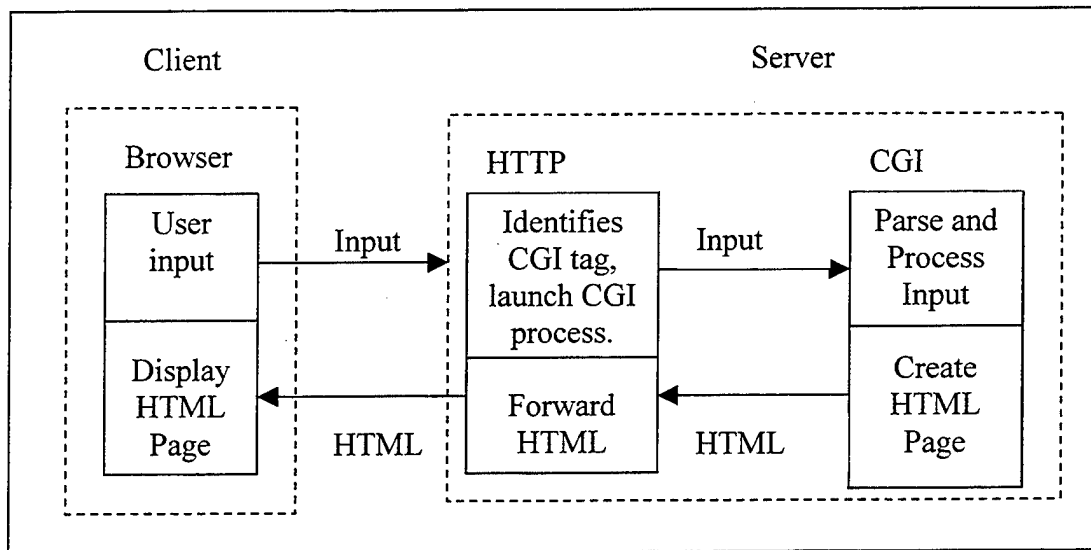 Client
Server
Browser
HTTP
CGI
User
input
Input
Identifies
CGI tag,
launch CGI
process.
Input
Parse and
Process
Input
Display
HTML
Page
HTML
Forward
HTML
HTML
Create
HTML
Page